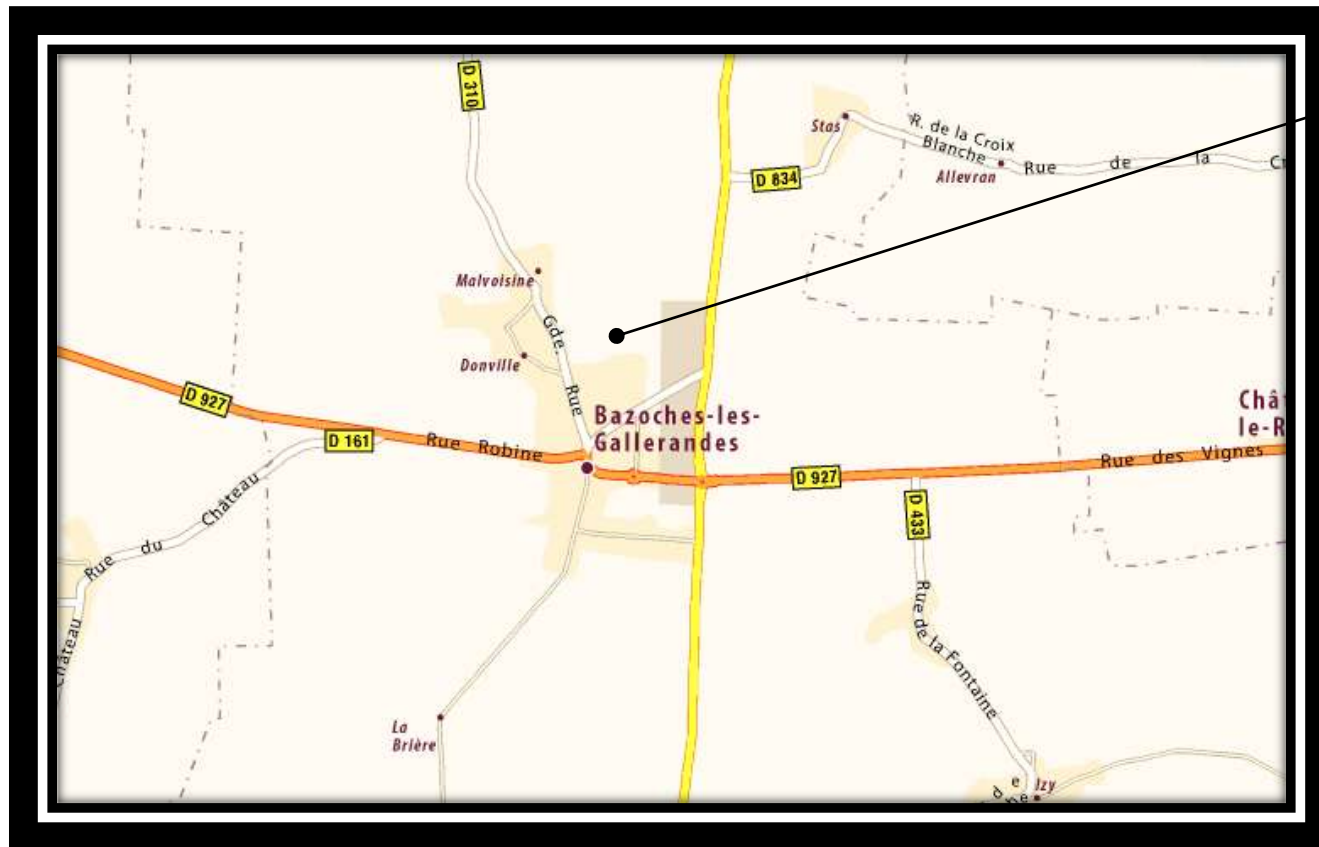 D 310
Stas
R. de la Croix
Blanche
Rue de la
Allevran
D 834
Malvoisine
Gde. Rue
Donville
D 927
D 161
Rue Robine
Bazoches-les-
Gallerandes
D 927
Rue des Vignes
Châ
le-R
D 433
Rue du Château
Château
Rue de la Fontaine
La
Brière
Izy